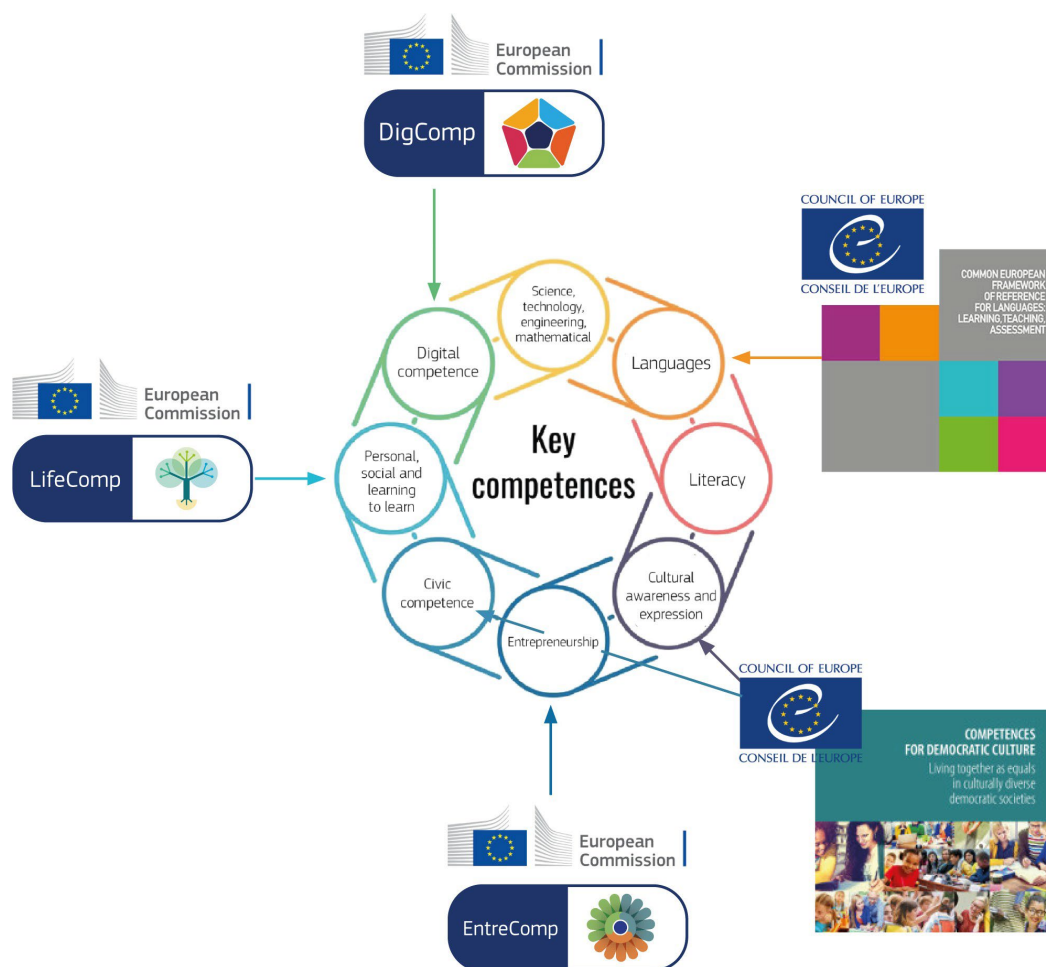 European
Commission
DigComp
COUNCIL OF EUROPE
CONSEIL DE L'EUROPE
COMMON EUROPEAN
FRAMEWORK
OF REFERENCE
FOR LANGUAGES:
LEARNING, TEACHING,
ASSESSMENT
Science,
technology,
engineering,
mathematical
Digital
competence
Languages
European
Commission
LifeComp
Personal,
social and
learning
to learn
Key
competences
Literacy
Civic
competence
Entrepreneurship
Cultural
awareness and
expression
COUNCIL OF EUROPE
CONSEIL DE L'EUROPE
COMPETENCES
FOR DEMOCRATIC CULTURE
Living together as equals
in culturally diverse
democratic societies
European
Commission
EntreComp